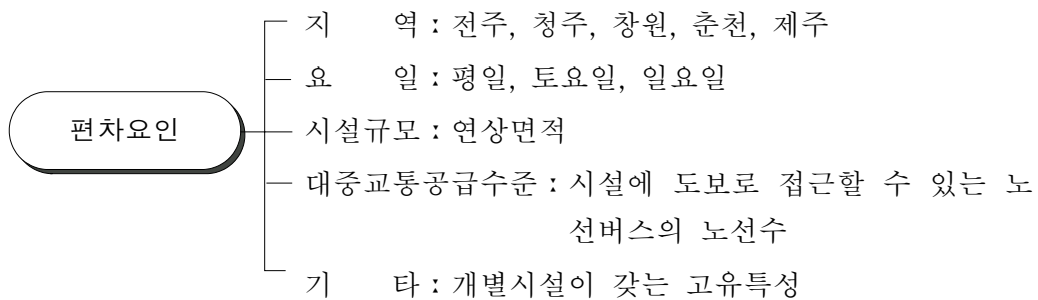 지 역 : 전주, 청주, 창원, 춘천, 제주
요 일 : 평일, 토요일, 일요일
편차요인
시설규모 : 연상면적
대중교통공급수준 : 시설에 도보로 접근할 수 있는 노
선버스의 노선수
기 타 : 개별시설이 갖는 고유특성